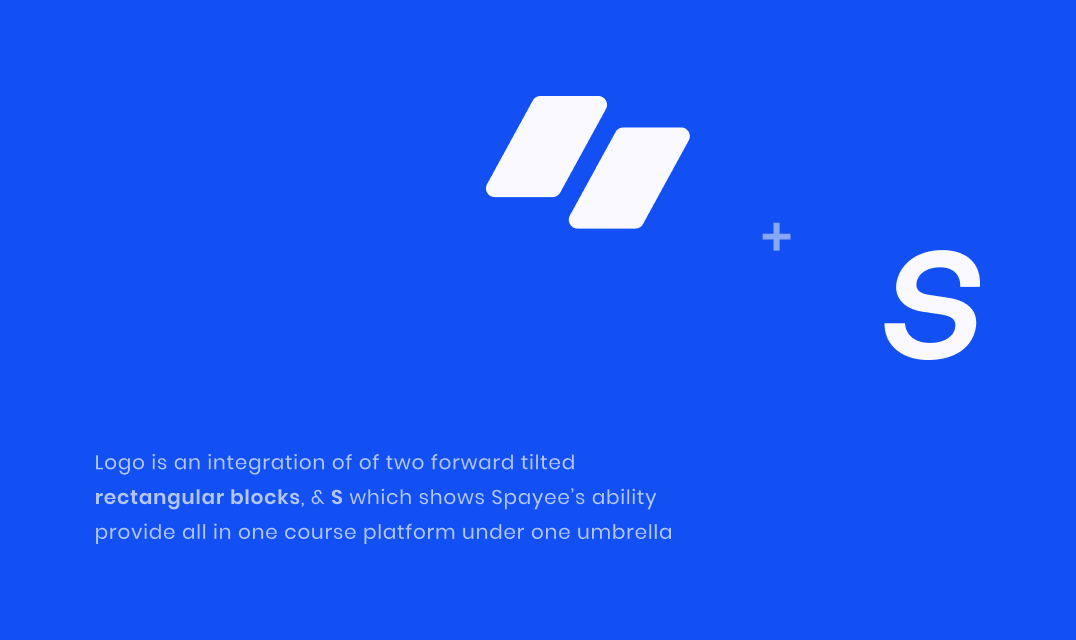 +
S
Logo is an integration of of two forward tilted
rectangular blocks, & S which shows Spayee’s ability
provide all in one course platform under one umbrella